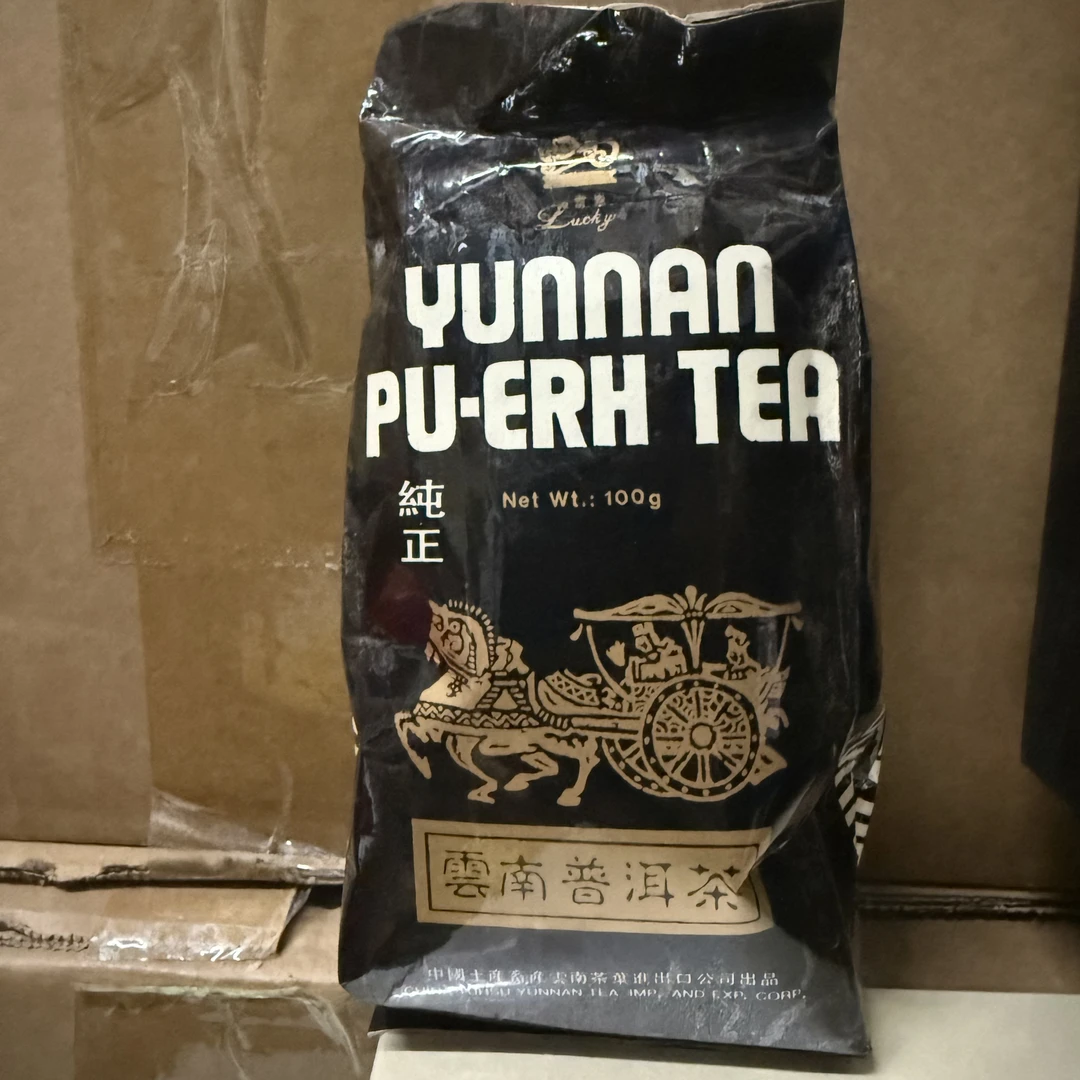 Lucky
YUNNAN
PU-ERH TEA
純正
Net Wt.: 100g
雲南普洱茶
中國土產畜產雲南茶葉進出口公司出品
YUNNAN TEA IMP. AND EXP. CORP.